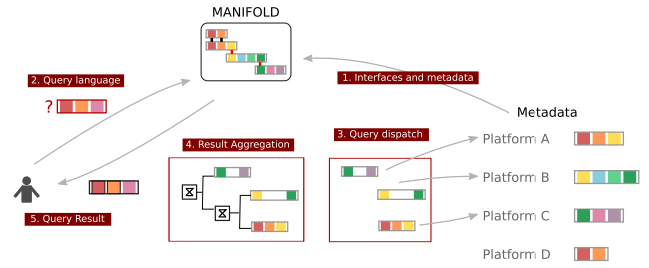 MANIFOLD
1. Interfaces and metadata
2. Query language
?
Metadata
3. Query dispatch
4. Result Aggregation
Platform A
Platform B
5. Query Result
Platform C
Platform D